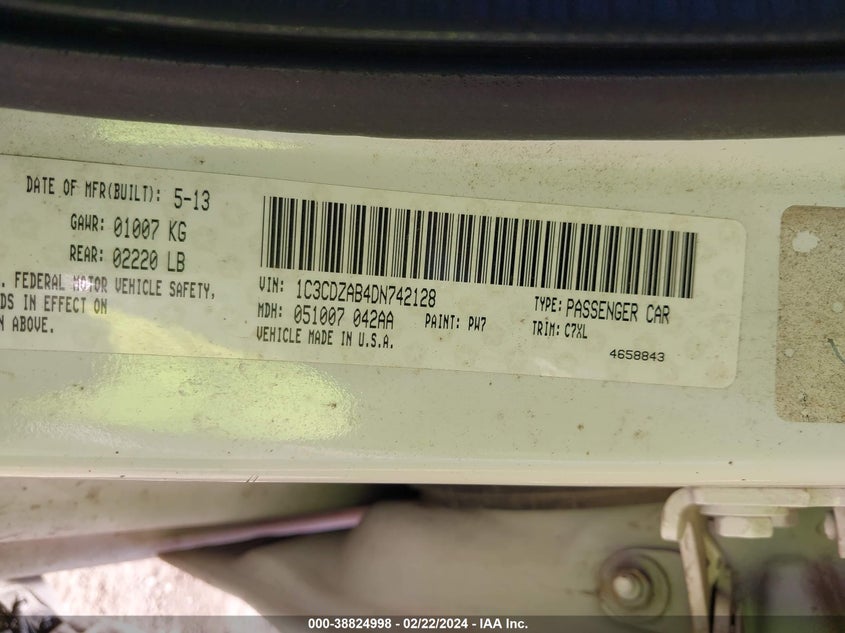 DATE OF MFR(BUILT): 5-13
GAWR: 01007 KG
REAR: 02220 LB
. FEDERAL MOTOR VEHICLE SAFETY,
DS IN EFFECT ON
N ABOVE.
VIN: 1C3CDZAB4DN742128
TYPE: PASSENGER CAR
MDH: 051007 042AA
PAINT: PW7
TRIM: C7XL
VEHICLE MADE IN U.S.A.
4658843
000-38824998 - 02/22/2024 - IAA Inc.